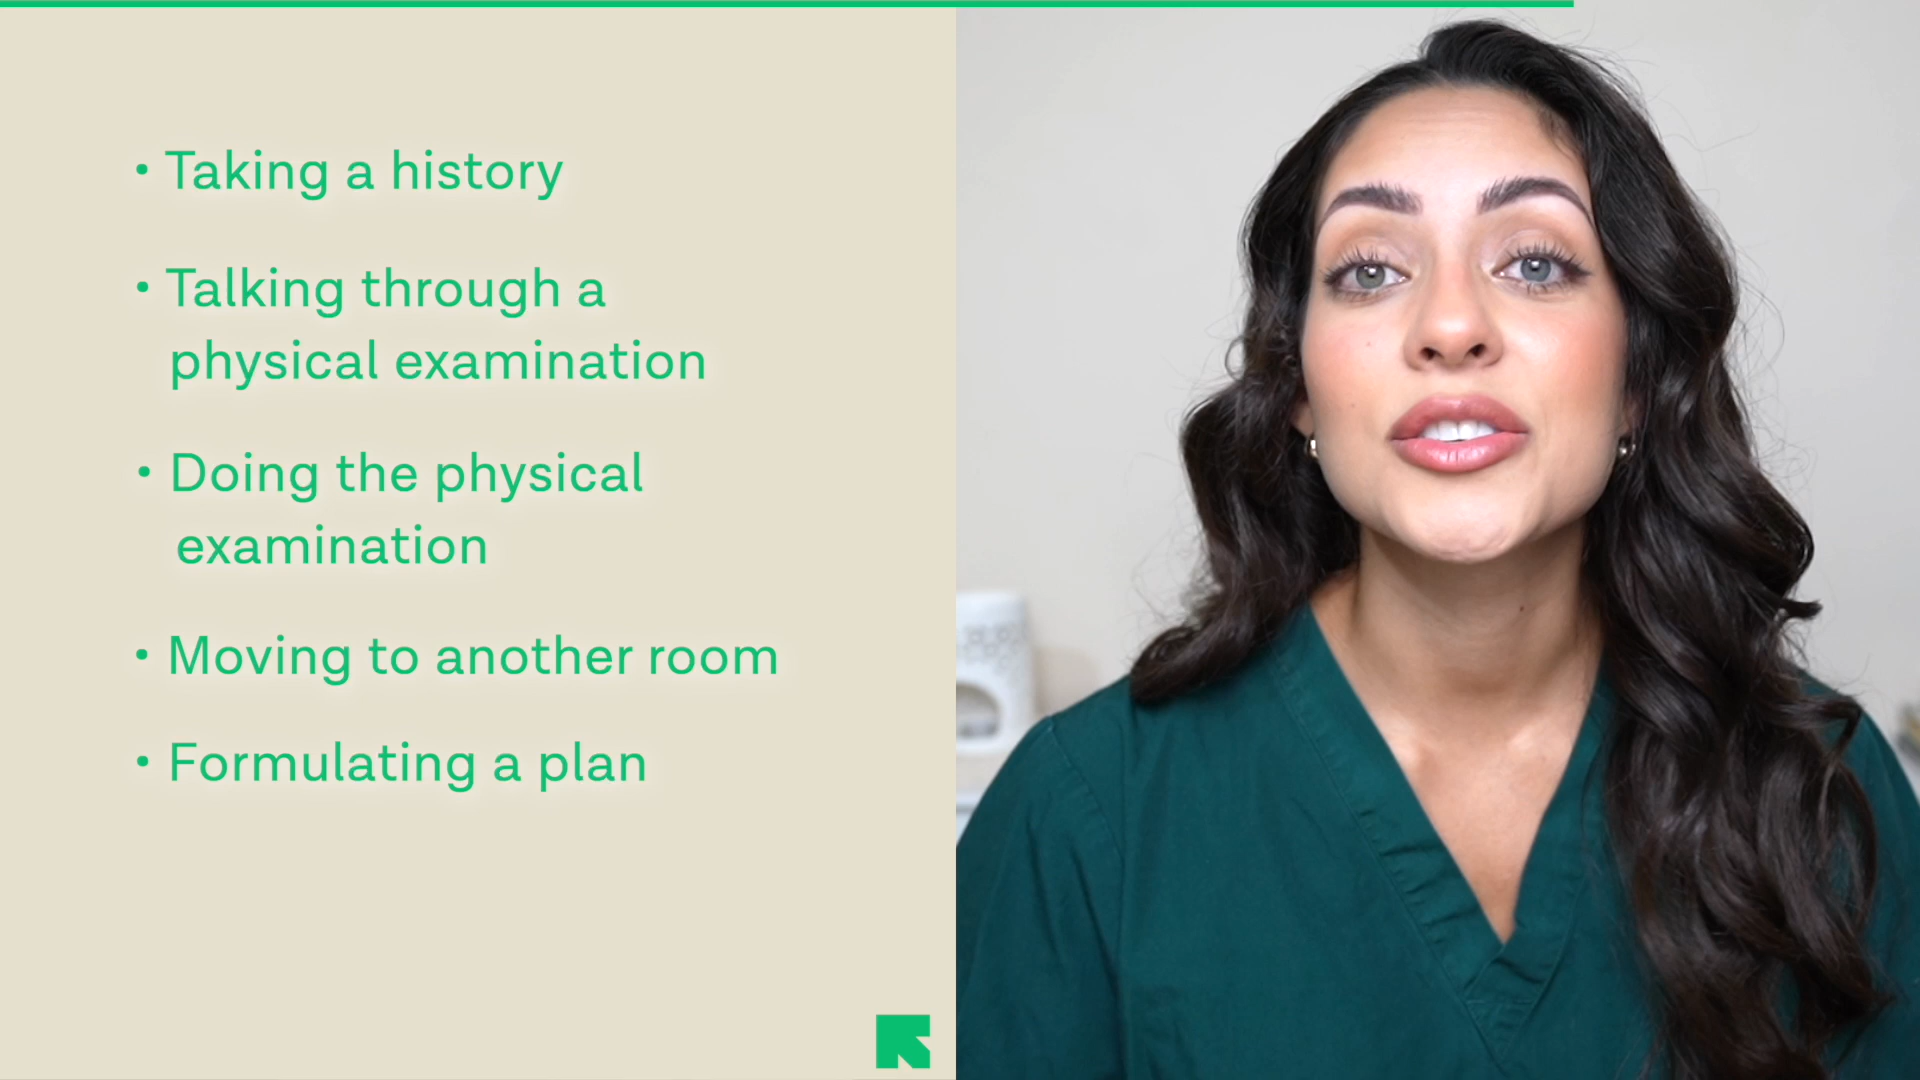 • Taking a history
• Talking through a
physical examination
• Doing the physical
examination
• Moving to another room
• Formulating a plan